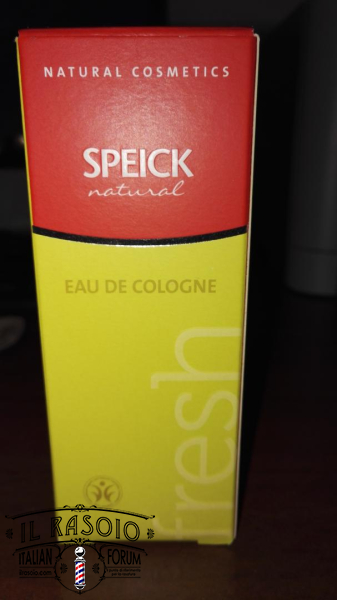 NATURAL COSMETICS
SPEICK
natural
EAU DE COLOGNE
fresh
IL RASOIO
ITALIAN FORUM